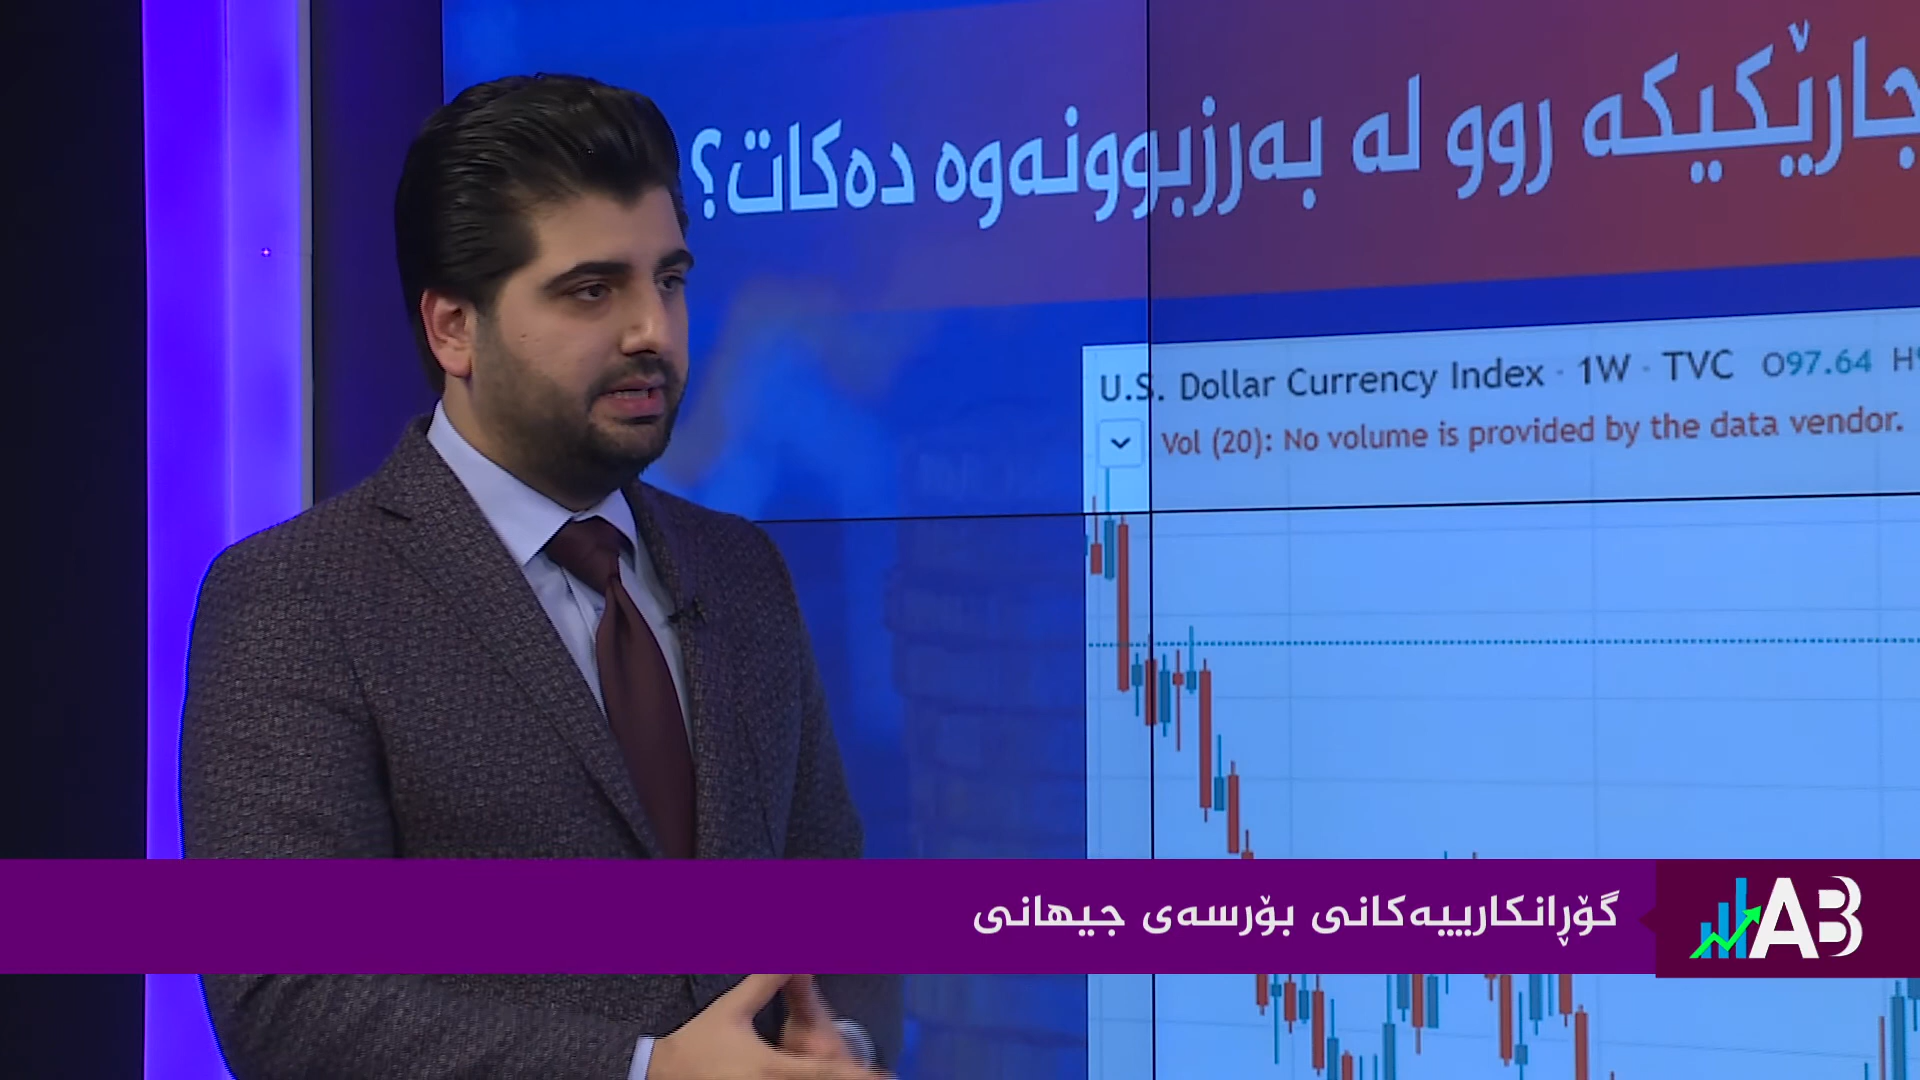 جارێکیکە روو لە بەرزبوونەوە دەکات؟
U.S. Dollar Currency Index · 1W · TVC O97.64
Vol (20): No volume is provided by the data vendor.
گۆڕانکارییەکانی بۆرسەی جیهانی
AB